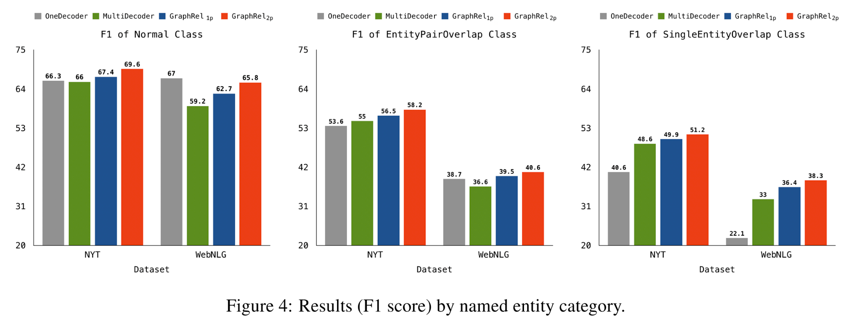 OneDecoder MultiDecoder GraphRel1p GraphRel2p
F1 of Normal Class
75
64
53
42
31
20
66.3 66 67.4 69.6 67 59.2 62.7 65.8
NYT WebNLG
Dataset
OneDecoder MultiDecoder GraphRel1p GraphRel2p
F1 of EntityPairOverlap Class
75
64
53
42
31
20
53.6 55 56.5 58.2 38.7 36.6 39.5 40.6
NYT WebNLG
Dataset
OneDecoder MultiDecoder GraphRel1p GraphRel2p
F1 of SingleEntityOverlap Class
75
64
53
42
31
20
40.6 48.6 49.9 51.2 22.1 33 36.4 38.3
NYT WebNLG
Dataset
Figure 4: Results (F1 score) by named entity category.